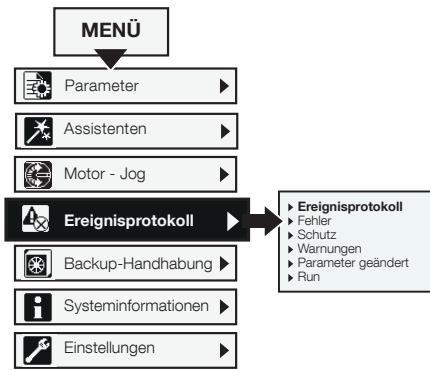 MENÜ
Parameter
Assistenten
Motor - Jog
Ereignisprotokoll
Backup-Handhabung
Systeminformationen
Einstellungen
Ereignisprotokoll
Fehler
Schutz
Warnungen
Parameter geändert
Run